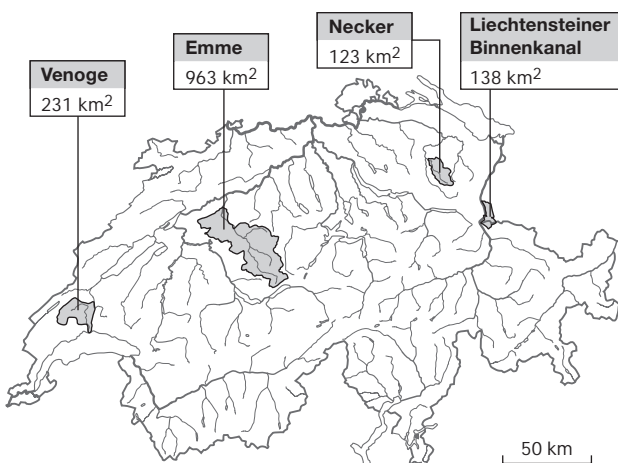 Venoge
231 km²
Emme
963 km²
Necker
123 km²
Liechtensteiner
Binnenkanal
138 km²
50 km